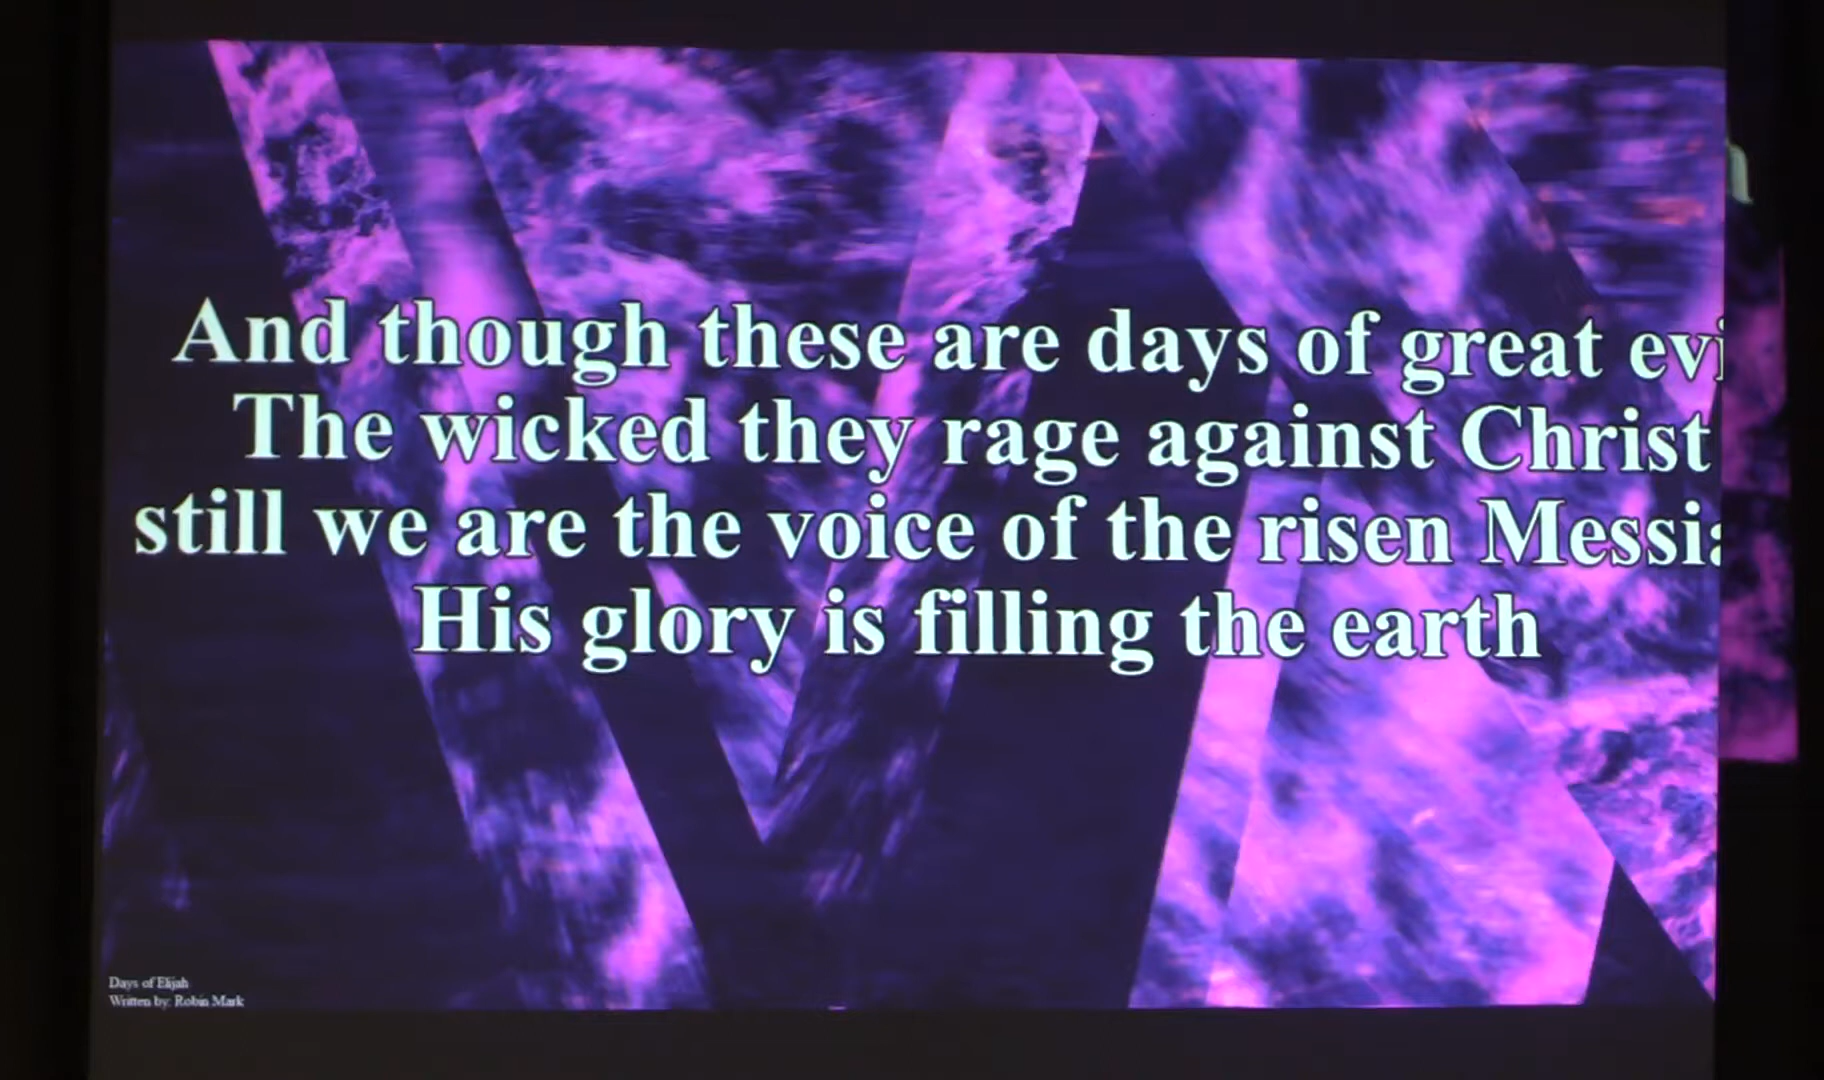 And though these are days of great evi
The wicked they rage against Christ
still we are the voice of the risen Messia
His glory is filling the earth
Days of Elijah
Written by: Robin Mark